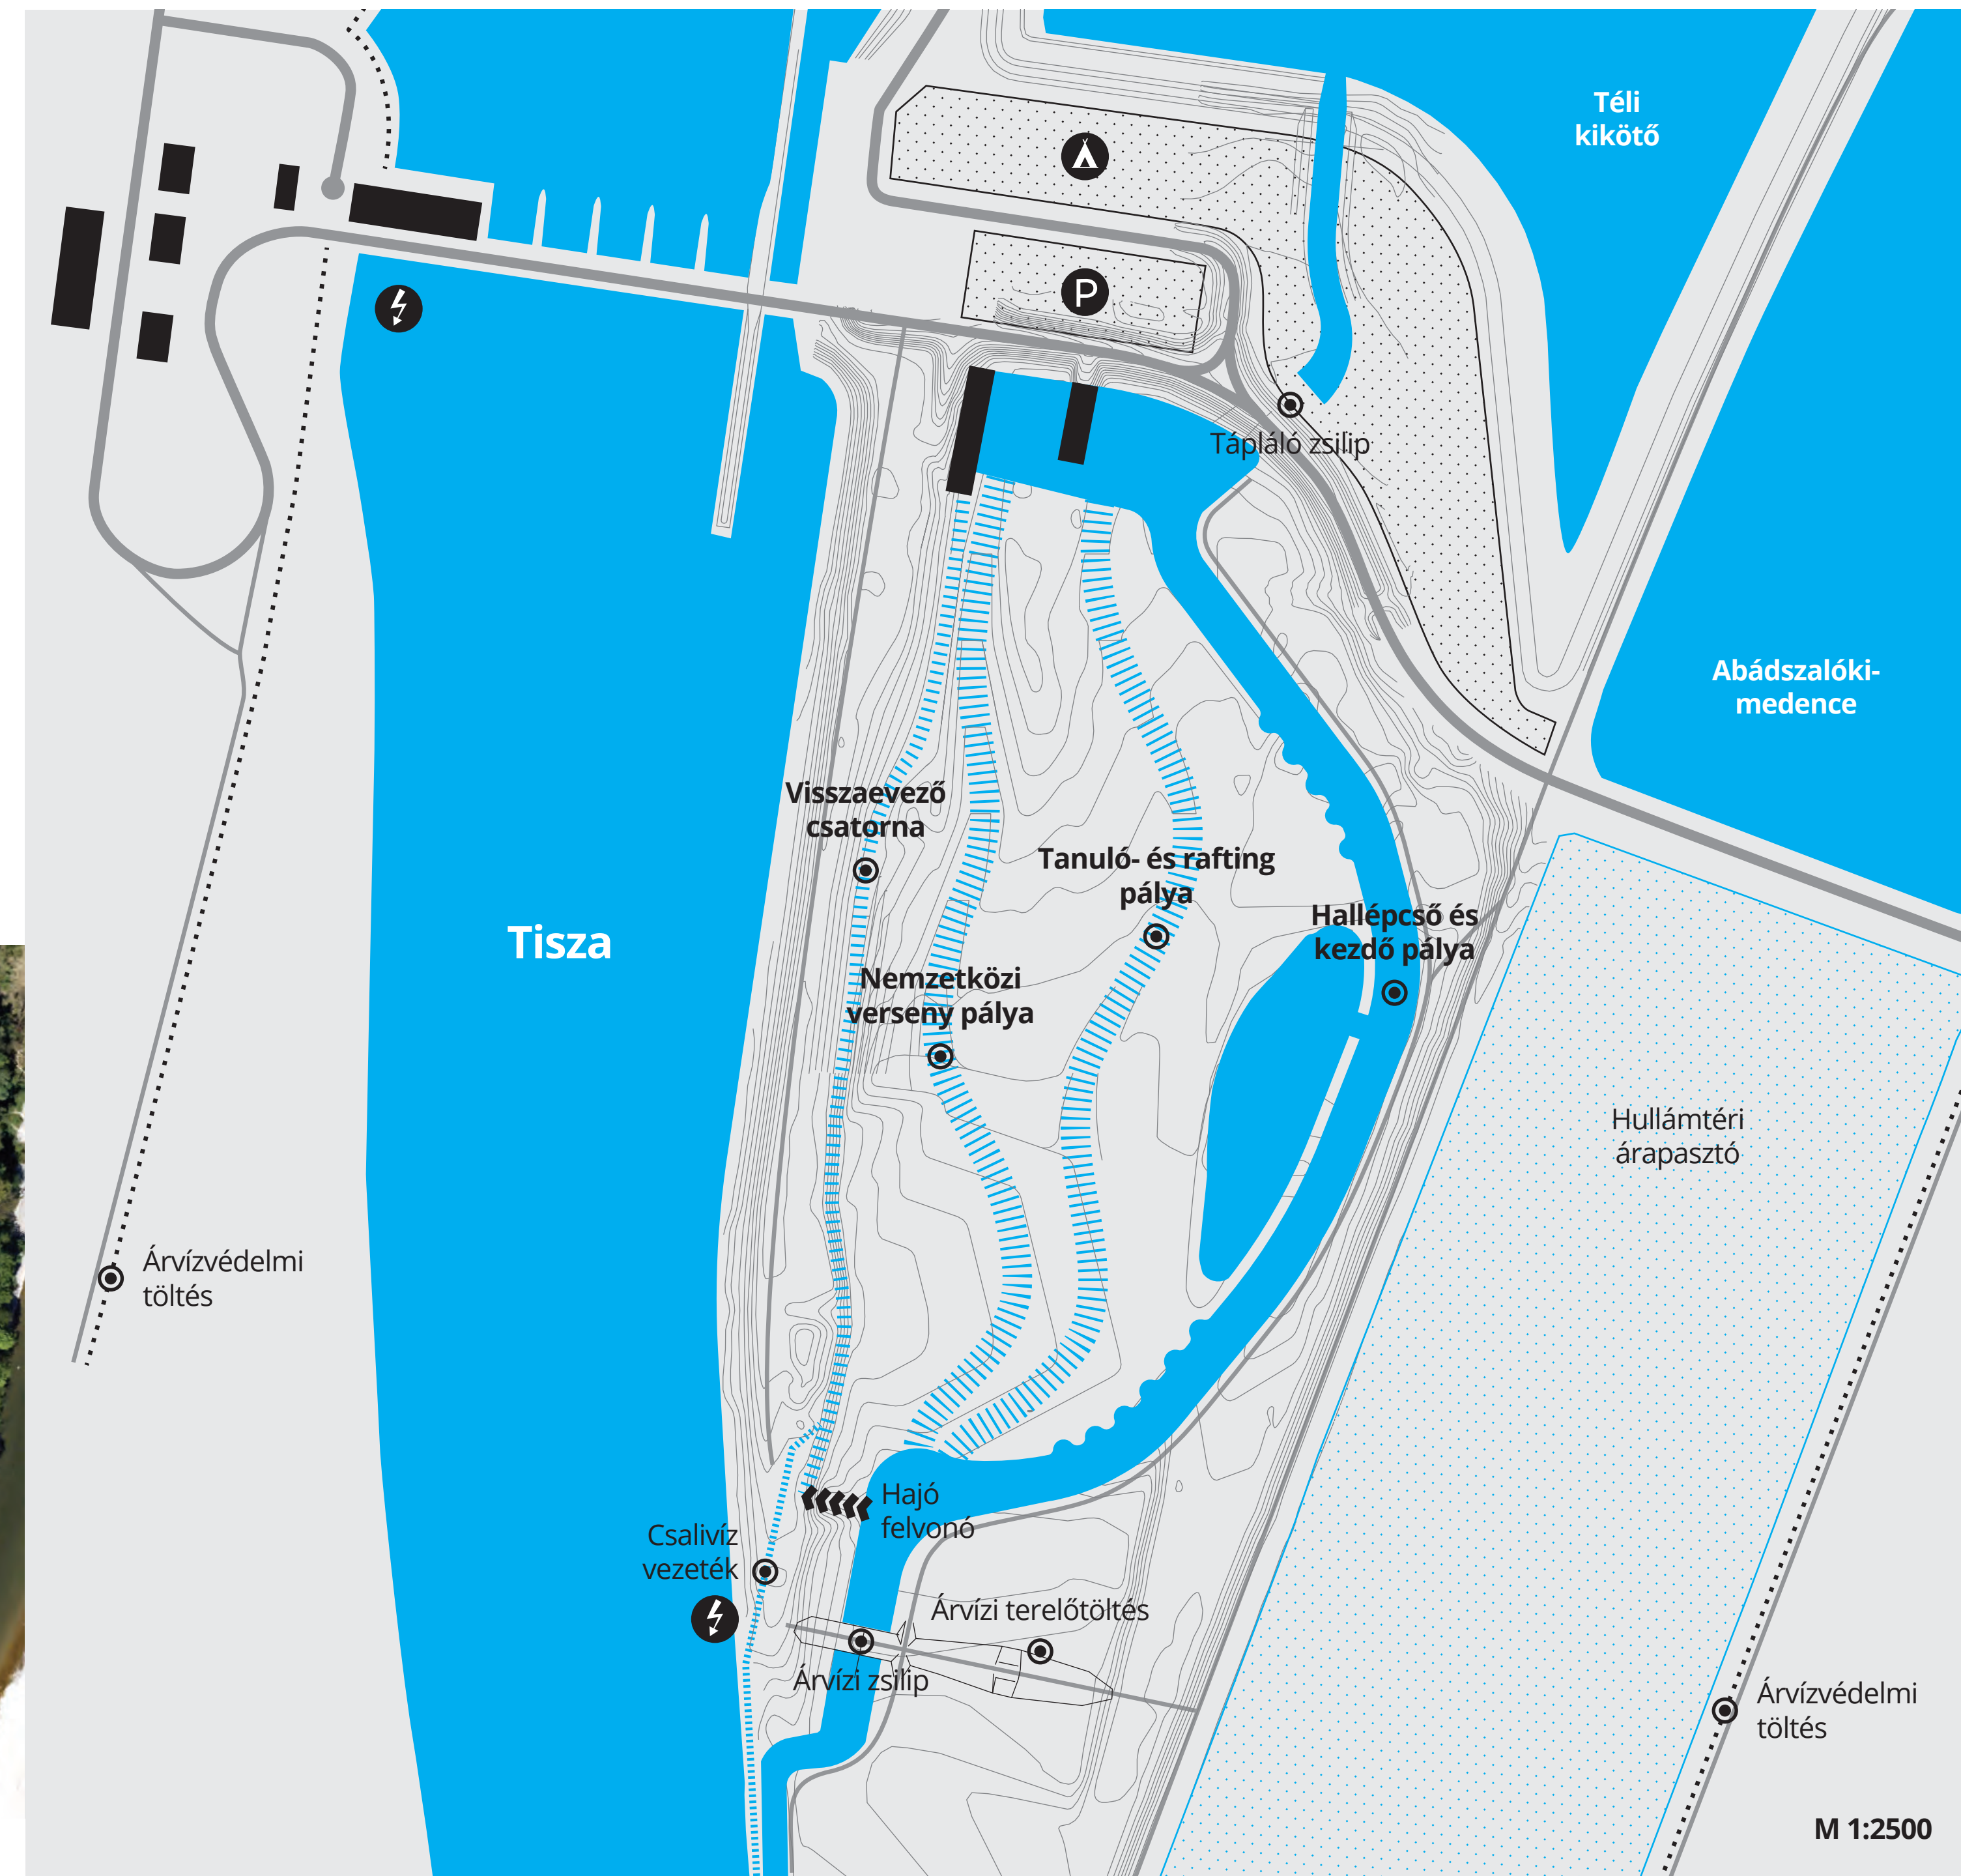 Téli
kikötő
P
Tápláló zsilip
Abádszalóki-
medence
Visszaevező
csatorna
Tanuló- és rafting
pálya
Hallépcső és
kezdő pálya
Tisza
Nemzetközi
verseny pálya
Hullámtéri
árapasztó
Árvízvédelmi
töltés
Hajó
felvonó
Csalivíz
vezeték
Árvízi terelőtöltés
Árvízi zsilip
Árvízvédelmi
töltés
M 1:2500